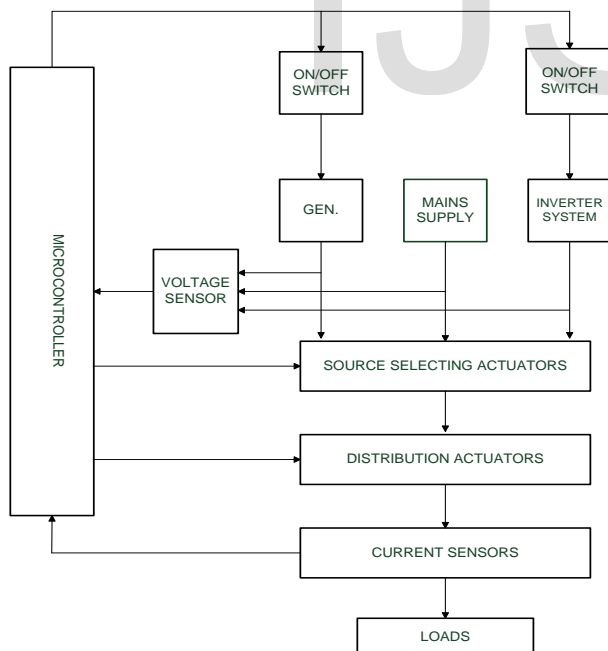 ON/OFF
SWITCH
ON/OFF
SWITCH
GEN.
MAINS
SUPPLY
INVERTER
SYSTEM
MICROCONTROLLER
VOLTAGE
SENSOR
SOURCE SELECTING ACTUATORS
DISTRIBUTION ACTUATORS
CURRENT SENSORS
LOADS